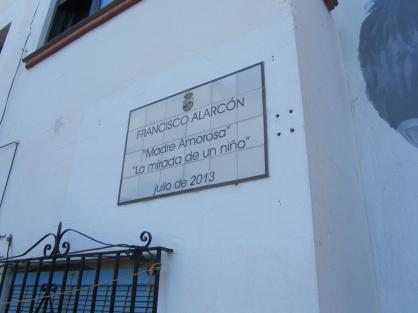 FRANCISCO ALARCÓN
"Madre Amorosa"
"La mirada de un niño"
julio de 2013